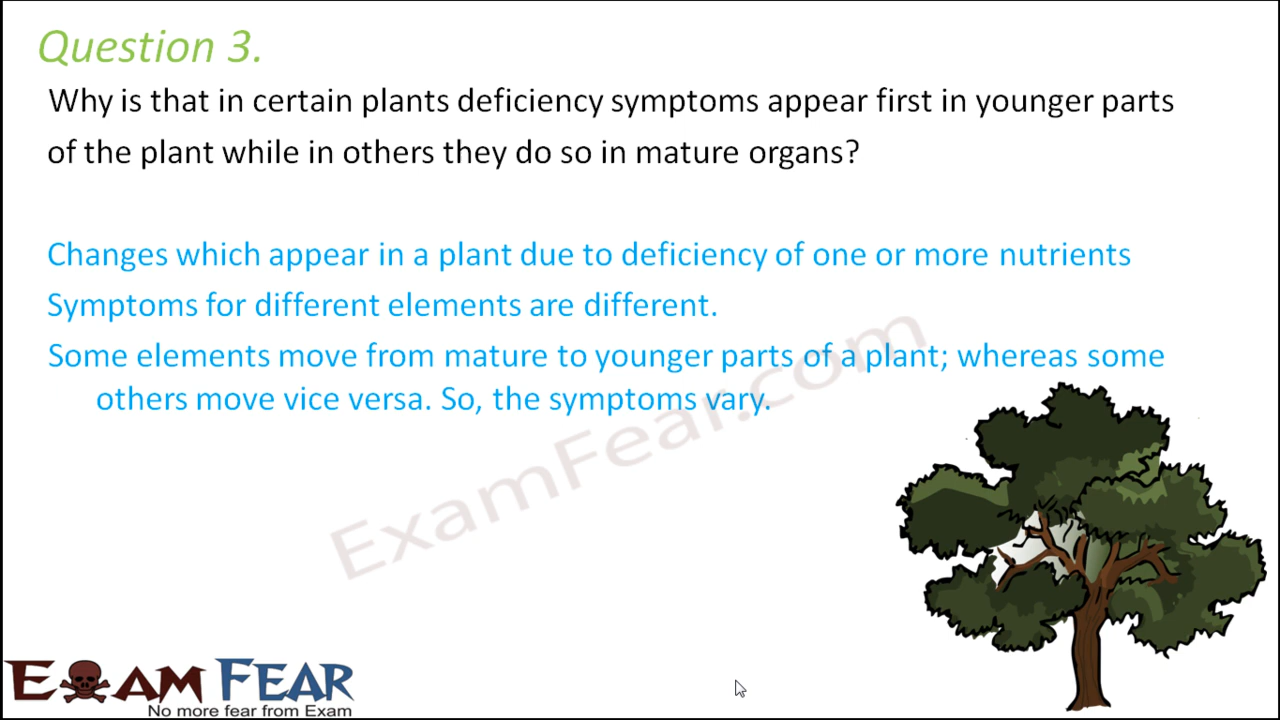 Question 3.
Why is that in certain plants deficiency symptoms appear first in younger parts
of the plant while in others they do so in mature organs?
Changes which appear in a plant due to deficiency of one or more nutrients
Symptoms for different elements are different.
Some elements move from mature to younger parts of a plant; whereas some
others move vice versa. So, the symptoms vary.
ExamFear.com
EXAM FEAR
No more fear from Exam